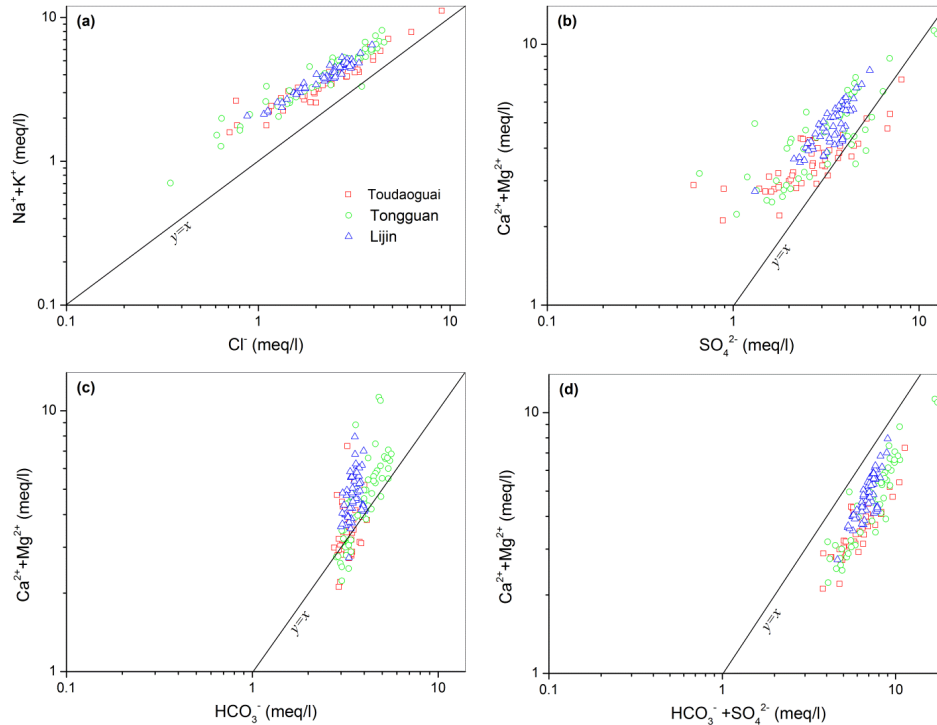 (a)
Na⁺+K⁺ (meq/l)
10
1
0.1
0.1
1
10
Cl⁻ (meq/l)
y=x
Toudaoguai
Tongguan
Lijin
(b)
Ca²⁺+Mg²⁺ (meq/l)
10
1
0.1
1
10
SO₄²⁻ (meq/l)
y=x
(c)
Ca²⁺+Mg²⁺ (meq/l)
10
1
0.1
1
10
HCO₃⁻ (meq/l)
y=x
(d)
Ca²⁺+Mg²⁺ (meq/l)
10
1
0.1
1
10
HCO₃⁻ +SO₄²⁻ (meq/l)
y=x